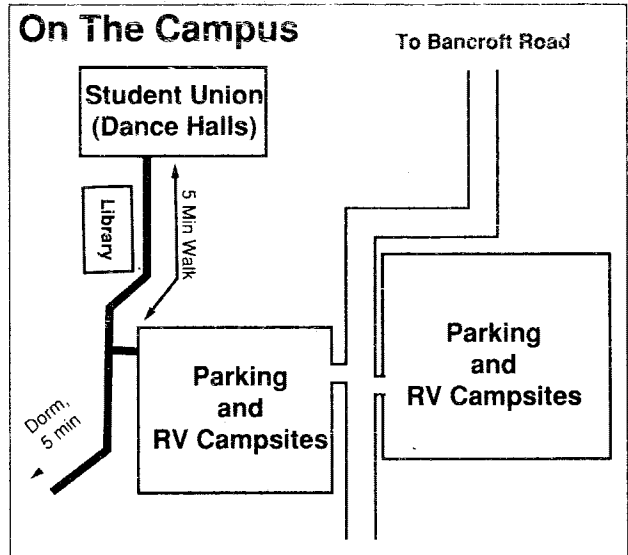 On The Campus
To Bancroft Road
Student Union
(Dance Halls)
Library
5 Min Walk
Parking
and
RV Campsites
Parking
and
RV Campsites
Dorm,
5 min